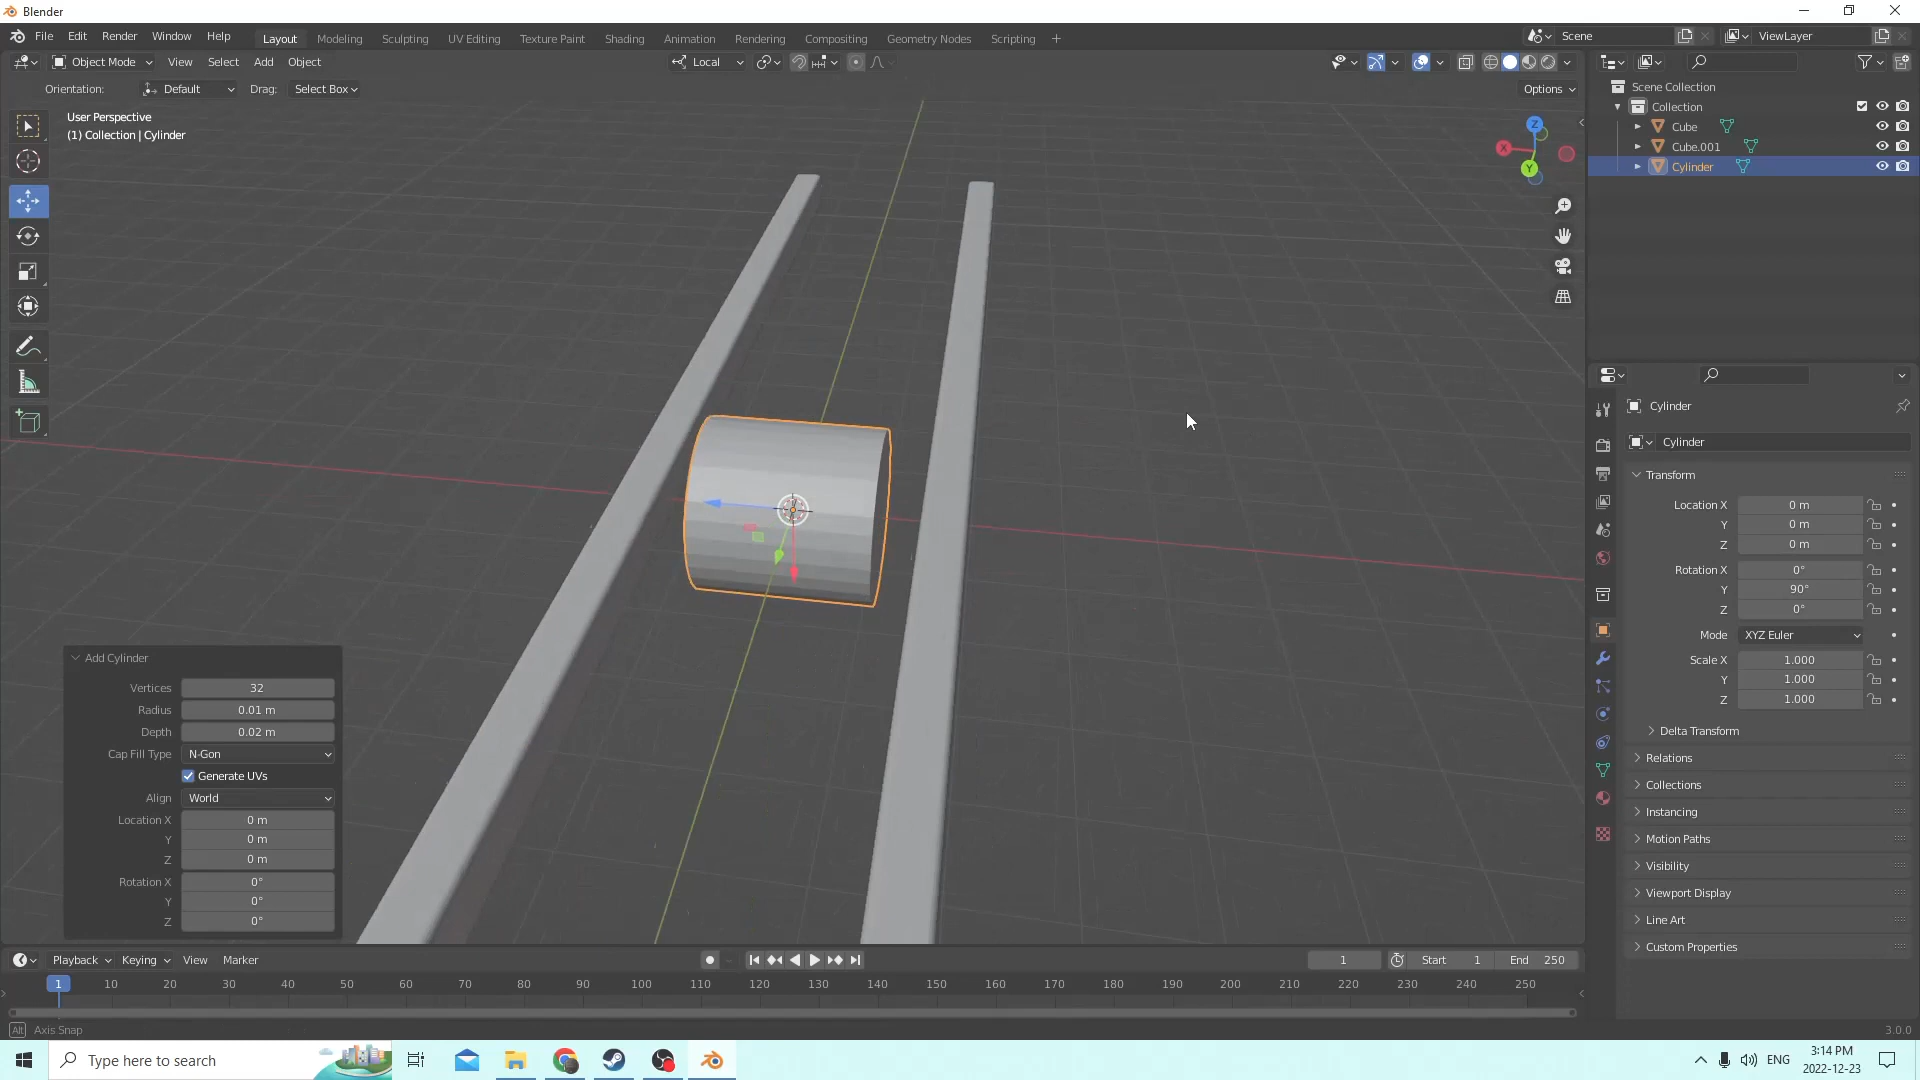 Blender
File Edit Render Window Help
Layout Modeling Sculpting UV Editing Texture Paint Shading Animation Rendering Compositing Geometry Nodes Scripting +
Scene
ViewLayer
Object Mode View Select Add Object
Local
Orientation: Default Drag: Select Box
Options
User Perspective
(1) Collection | Cylinder
Z
X
Y
Scene Collection
Collection
Cube
Cube.001
Cylinder
Cylinder
Cylinder
Transform
Location X 0 m
Y 0 m
Z 0 m
Rotation X 0°
Y 90°
Z 0°
Mode XYZ Euler
Scale X 1.000
Y 1.000
Z 1.000
Delta Transform
Relations
Collections
Instancing
Motion Paths
Visibility
Viewport Display
Line Art
Custom Properties
Add Cylinder
Vertices 32
Radius 0.01 m
Depth 0.02 m
Cap Fill Type N-Gon
Generate UVs
Align World
Location X 0 m
Y 0 m
Z 0 m
Rotation X 0°
Y 0°
Z 0°
Playback Keying View Marker
1
Start 1 End 250
1 10 20 30 40 50 60 70 80 90 100 110 120 130 140 150 160 170 180 190 200 210 220 230 240 250
Alt Axis Snap
3.0.0
Type here to search
ENG
3:14 PM
2022-12-23